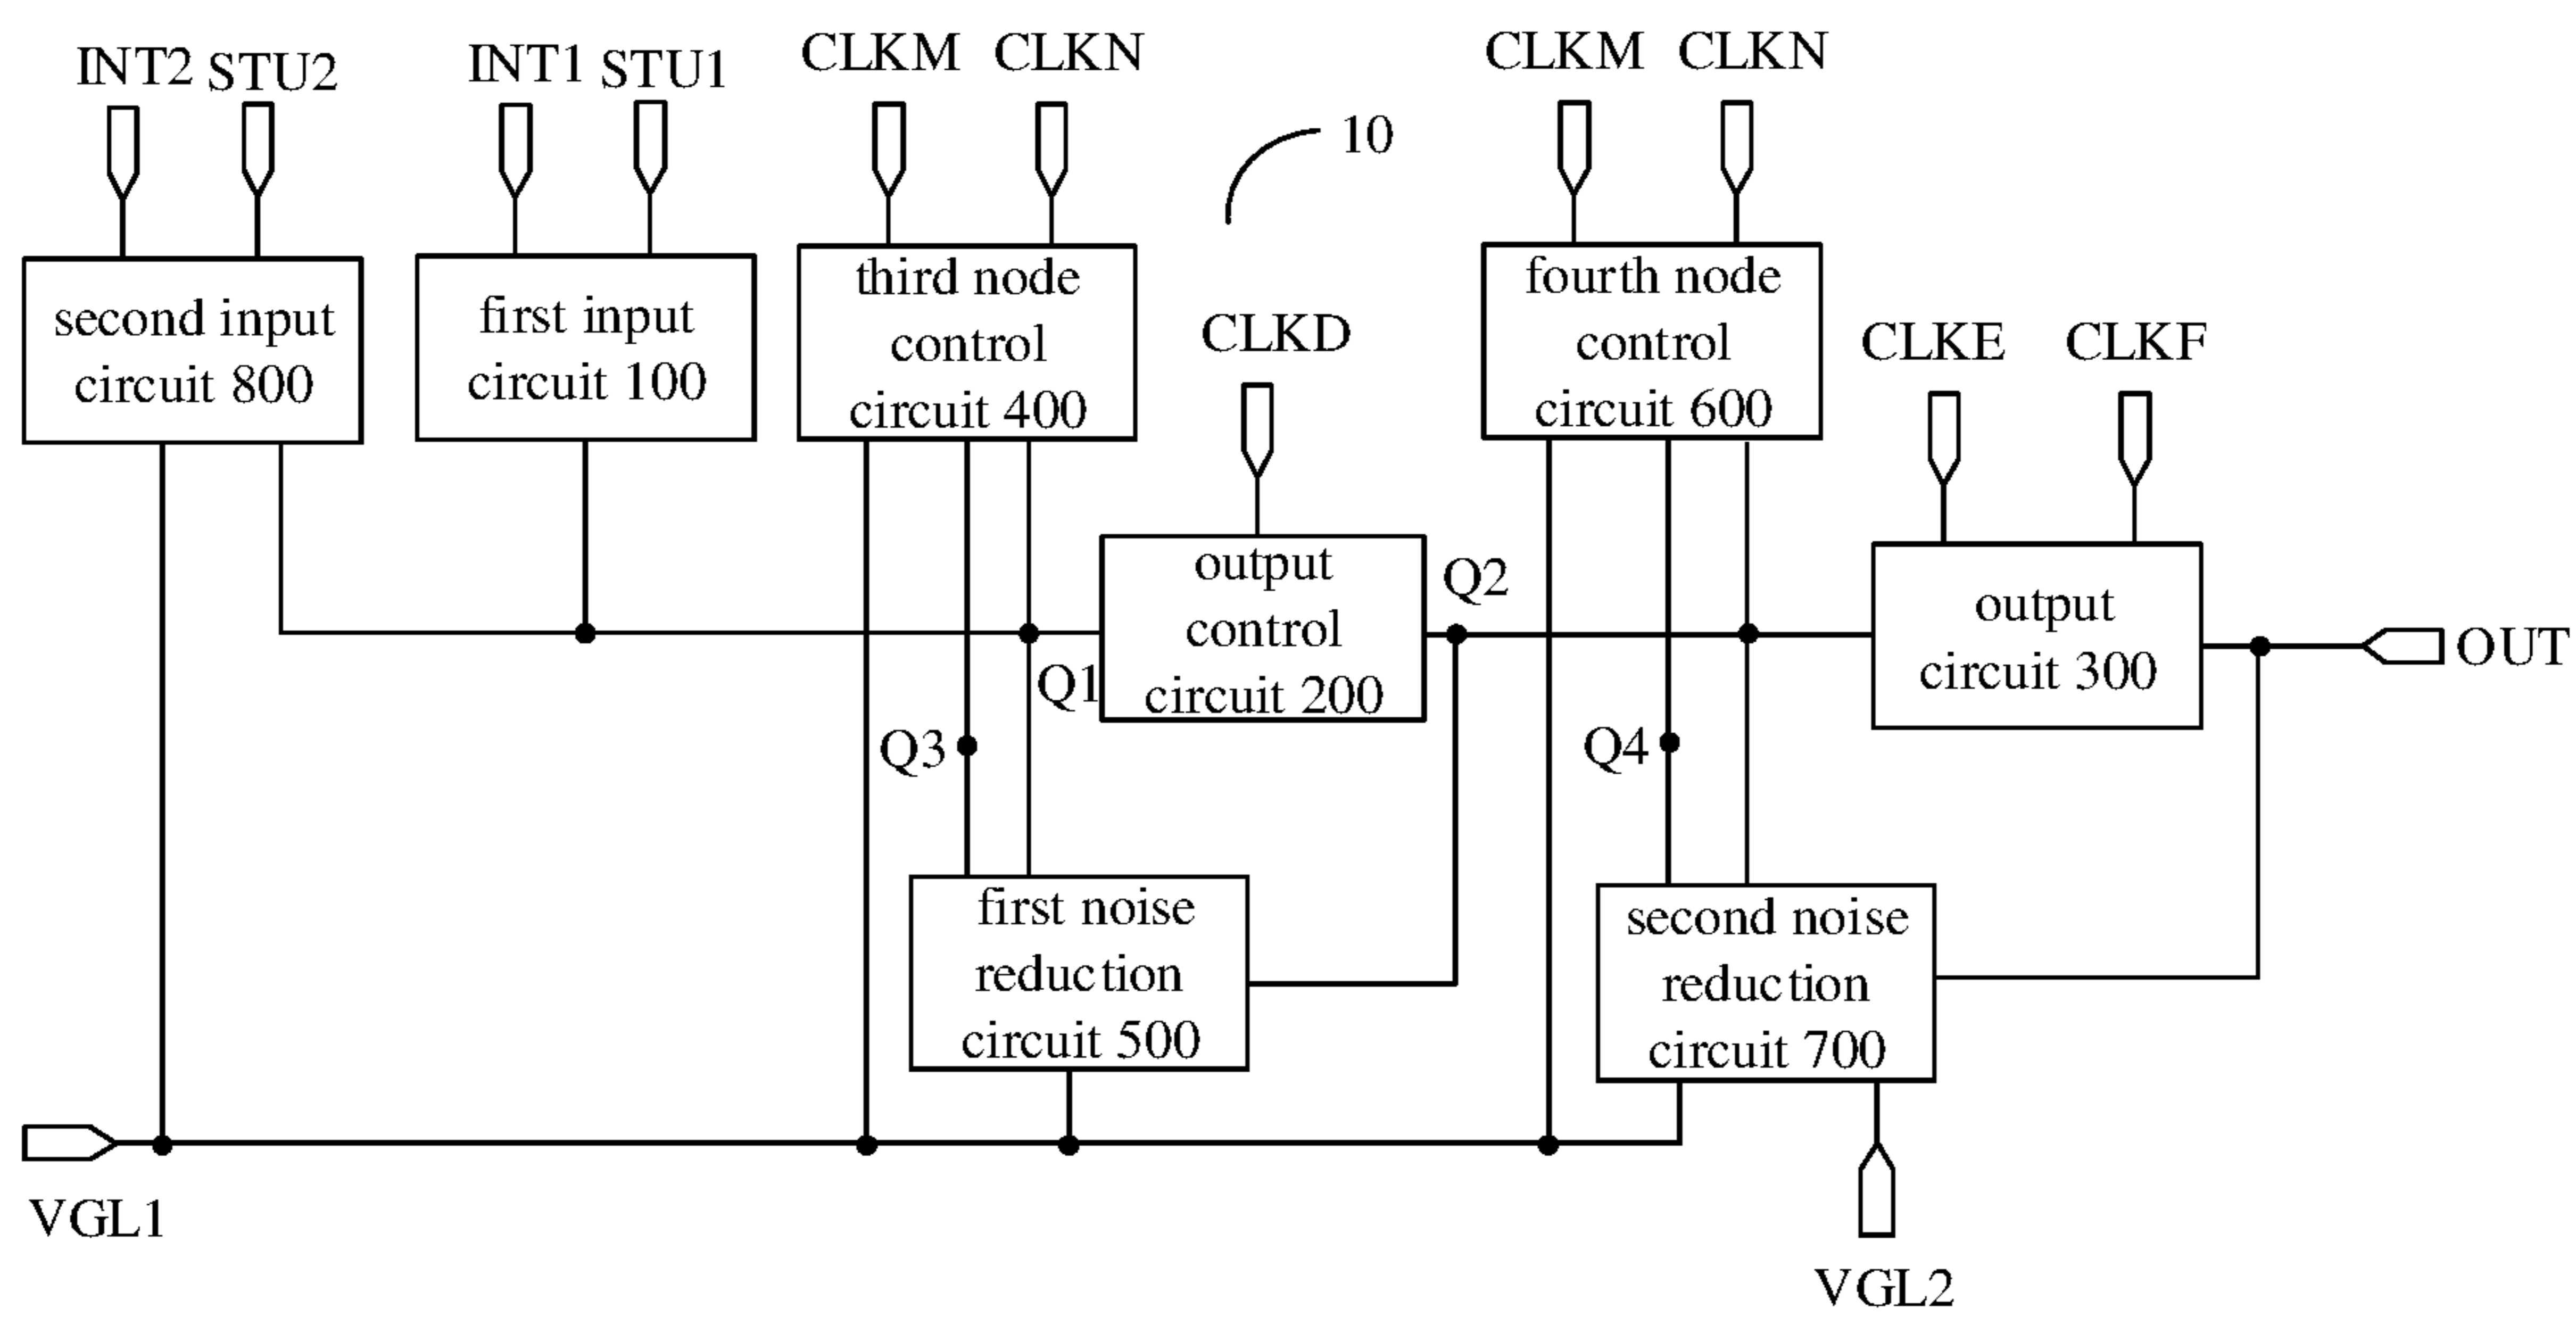 INT2 STU2 INT1 STU1 CLKM CLKN CLKM CLKN
10
second input
circuit 800
first input
circuit 100
third node
control
circuit 400
fourth node
control
circuit 600
CLKD
CLKE CLKF
output
control
circuit 200
Q2
output
circuit 300
OUT
Q1
Q3
Q4
first noise
reduction
circuit 500
second noise
reduction
circuit 700
VGL1
VGL2